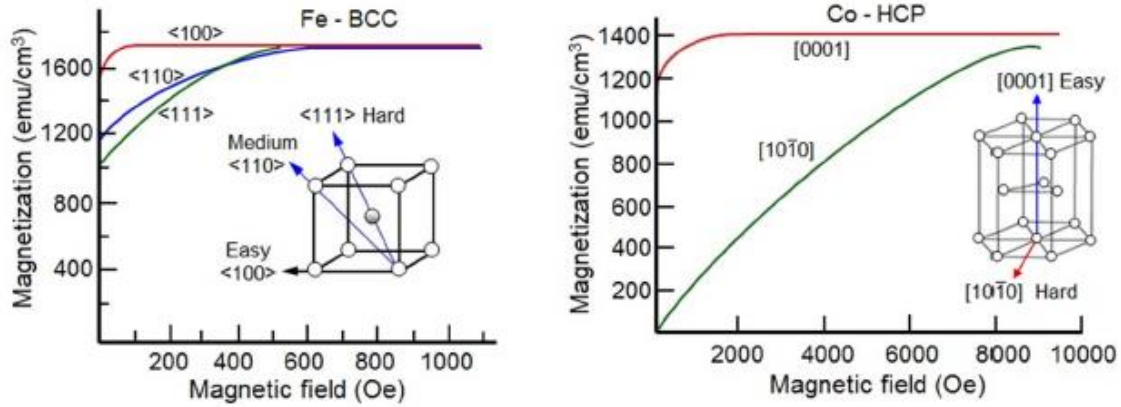 Fe - BCC
<100>
<110>
<111>
<111> Hard
Medium
<110>
Easy
<100>
1600
1200
800
400
200 400 600 800 1000
Magnetization (emu/cm³)
Magnetic field (Oe)
Co - HCP
[0001]
[0001] Easy
[101̅0]
[101̅0] Hard
1400
1200
1000
800
600
400
200
2000 4000 6000 8000 10000
Magnetization (emu/cm³)
Magnetic field (Oe)